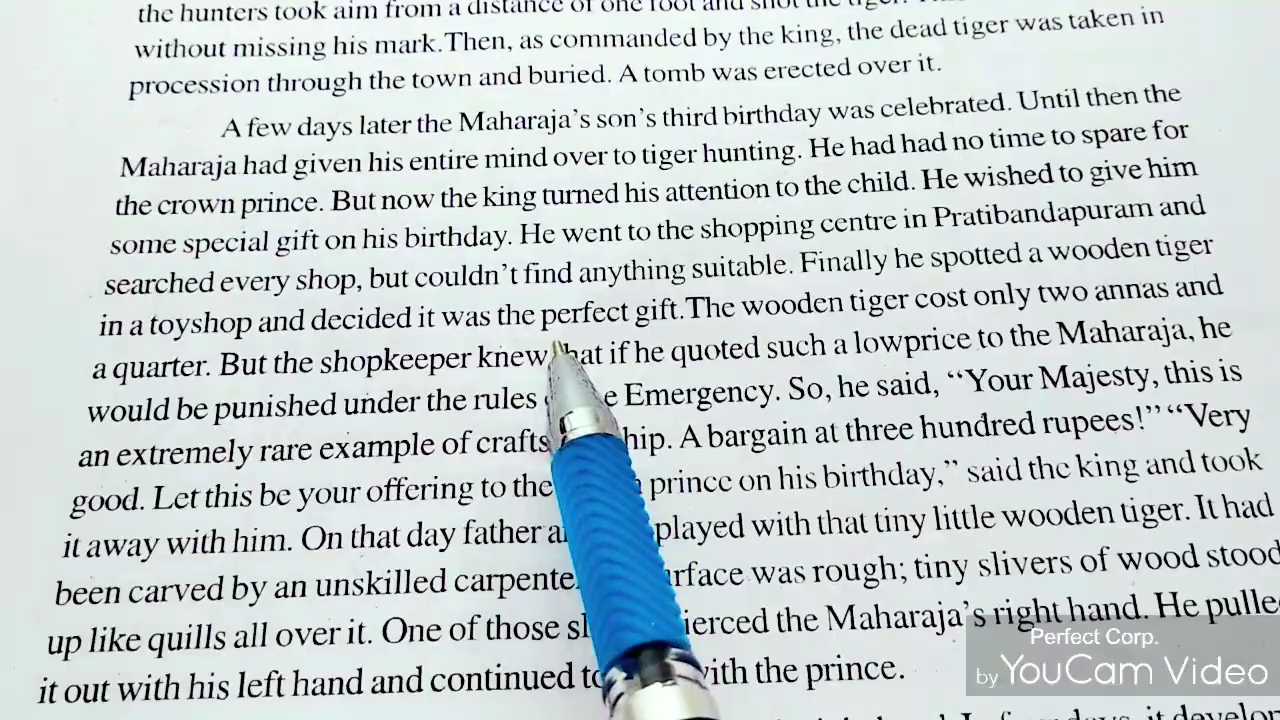 the hunters took aim from a distance of one foot and shot the tiger.
without missing his mark.Then, as commanded by the king, the dead tiger was taken in
procession through the town and buried. A tomb was erected over it.
A few days later the Maharaja's son's third birthday was celebrated. Until then the
Maharaja had given his entire mind over to tiger hunting. He had had no time to spare for
the crown prince. But now the king turned his attention to the child. He wished to give him
some special gift on his birthday. He went to the shopping centre in Pratibandapuram and
searched every shop, but couldn't find anything suitable. Finally he spotted a wooden tiger
in a toyshop and decided it was the perfect gift.The wooden tiger cost only two annas and
a quarter. But the shopkeeper knew hat if he quoted such a lowprice to the Maharaja, he
would be punished under the rules e Emergency. So, he said, “Your Majesty, this is
an extremely rare example of crafts hip. A bargain at three hundred rupees!” “Very
good. Let this be your offering to the prince on his birthday,” said the king and took
it away with him. On that day father played with that tiny little wooden tiger. It had
been carved by an unskilled carpente rface was rough; tiny slivers of wood stood
up like quills all over it. One of those sl ierced the Maharaja's right hand. He pulle
it out with his left hand and continued to with the prince.
Perfect Corp.
by YouCam Video